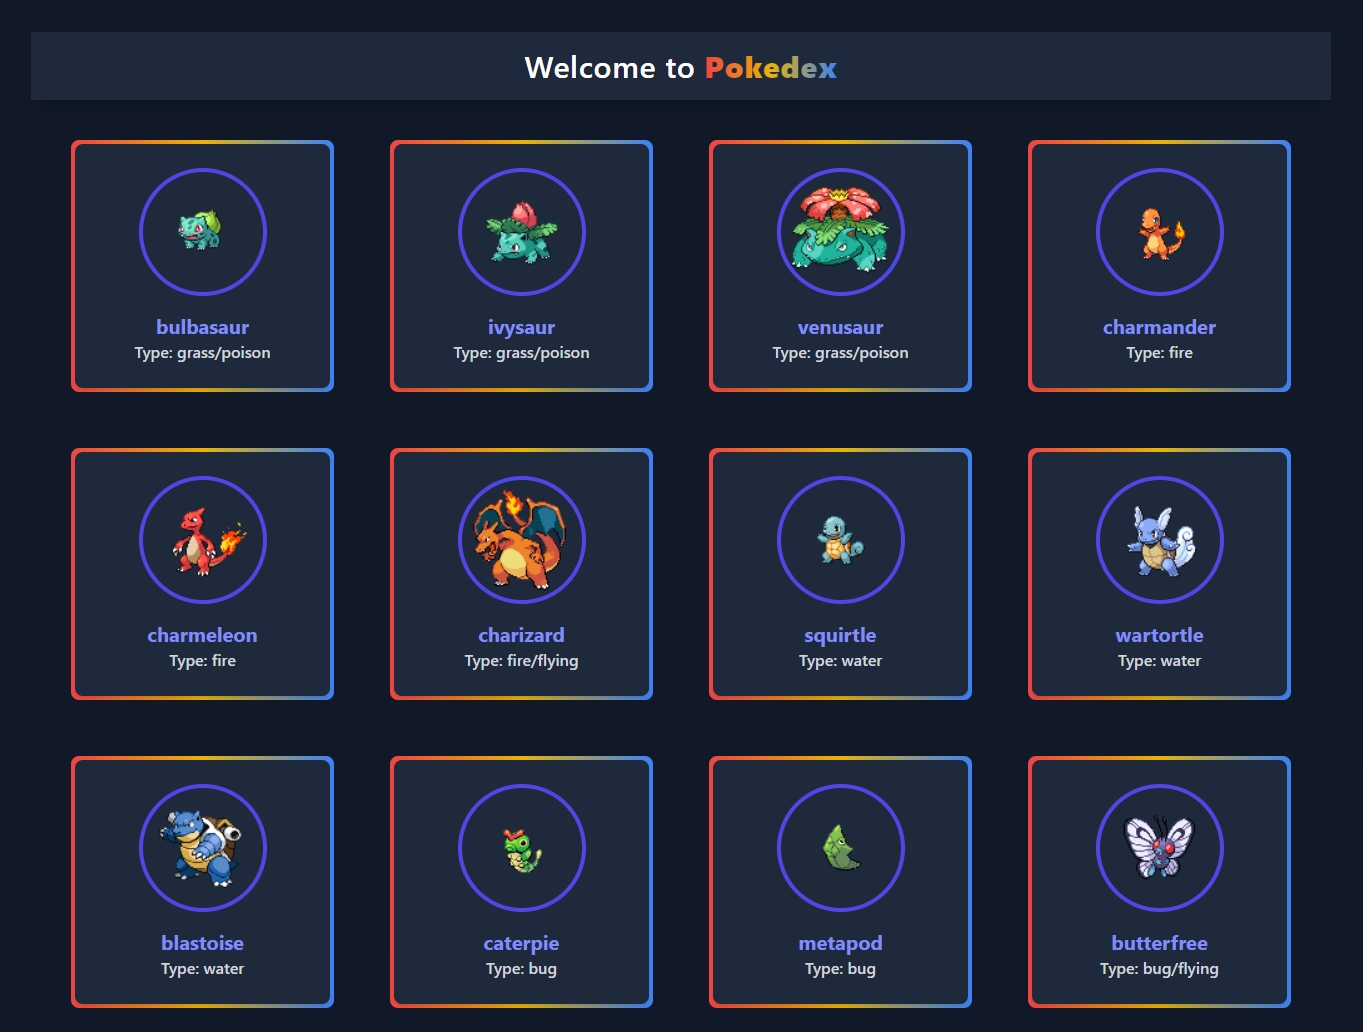 Welcome to Pokedex
bulbasaur
Type: grass/poison
ivysaur
Type: grass/poison
venusaur
Type: grass/poison
charmander
Type: fire
charmeleon
Type: fire
charizard
Type: fire/flying
squirtle
Type: water
wartortle
Type: water
blastoise
Type: water
caterpie
Type: bug
metapod
Type: bug
butterfree
Type: bug/flying